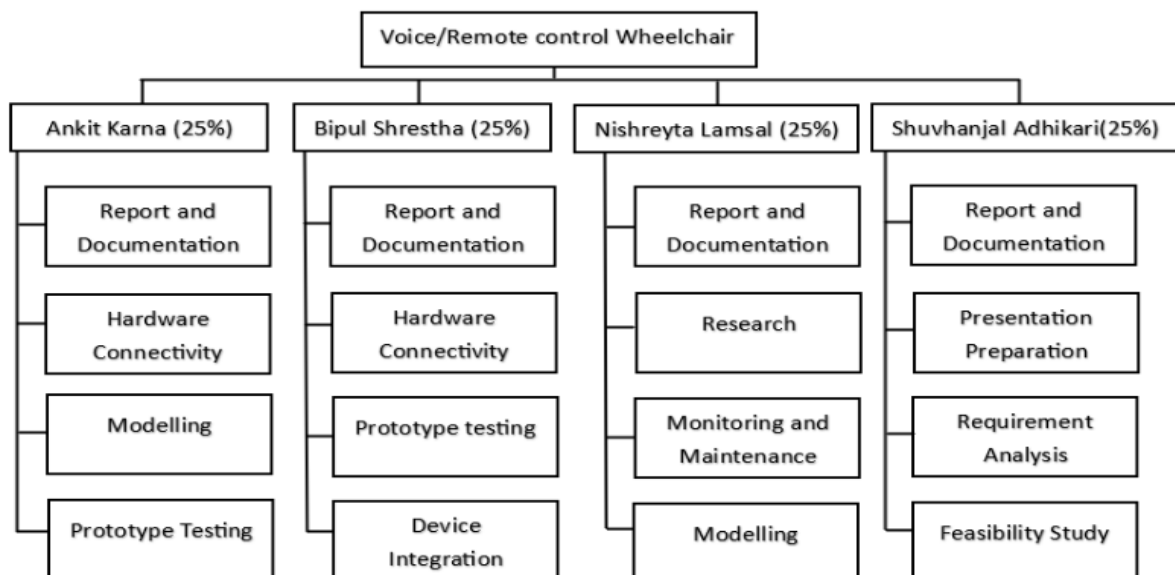 Voice/Remote control Wheelchair
Ankit Karna (25%)
Report and
Documentation
Hardware
Connectivity
Modelling
Prototype Testing
Bipul Shrestha (25%)
Report and
Documentation
Hardware
Connectivity
Prototype testing
Device
Integration
Nishreyta Lamsal (25%)
Report and
Documentation
Research
Monitoring and
Maintenance
Modelling
Shuvhanjal Adhikari(25%)
Report and
Documentation
Presentation
Preparation
Requirement
Analysis
Feasibility Study